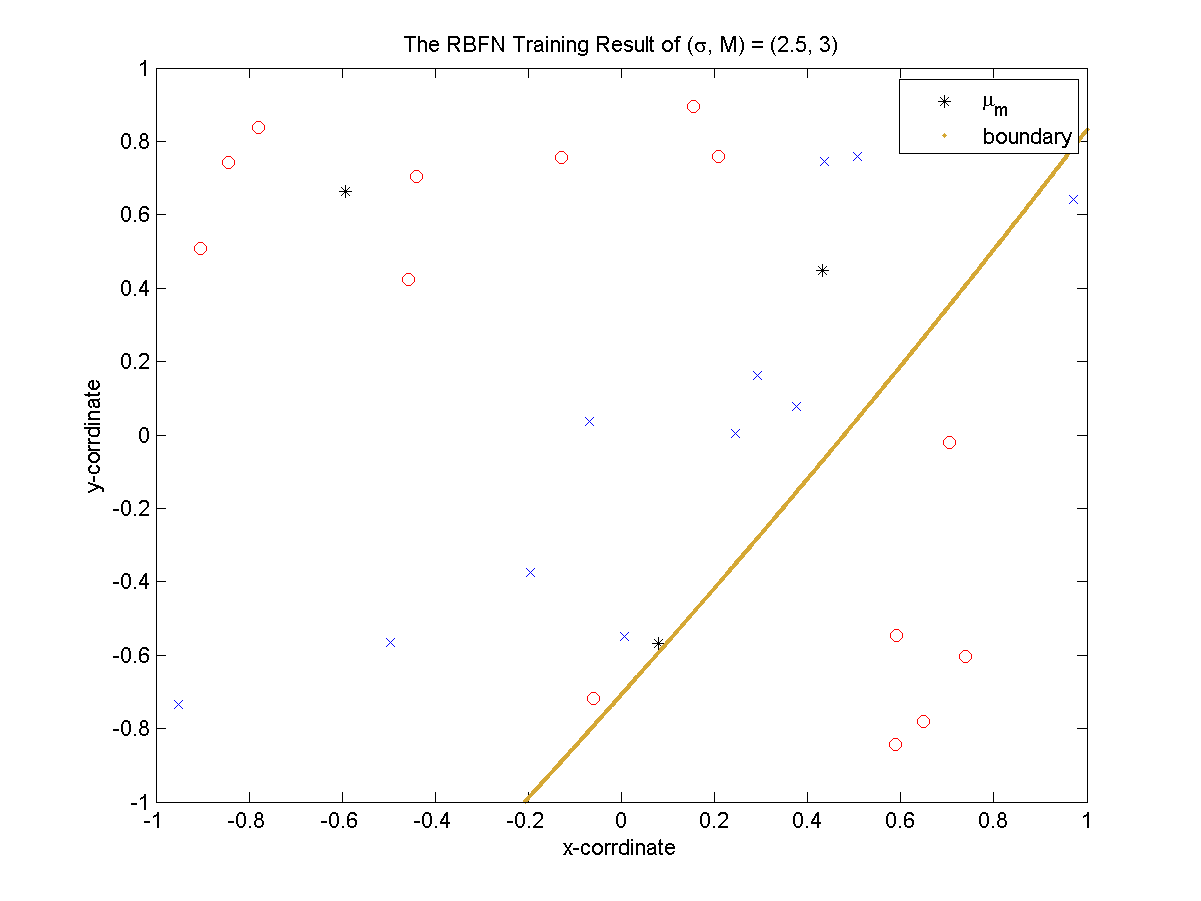 The RBFN Training Result of (σ, M) = (2.5, 3)
μm
boundary
1
0.8
0.6
0.4
0.2
0
-0.2
-0.4
-0.6
-0.8
-1
y-corrdinate
-1 -0.8 -0.6 -0.4 -0.2 0 0.2 0.4 0.6 0.8 1
x-corrdinate